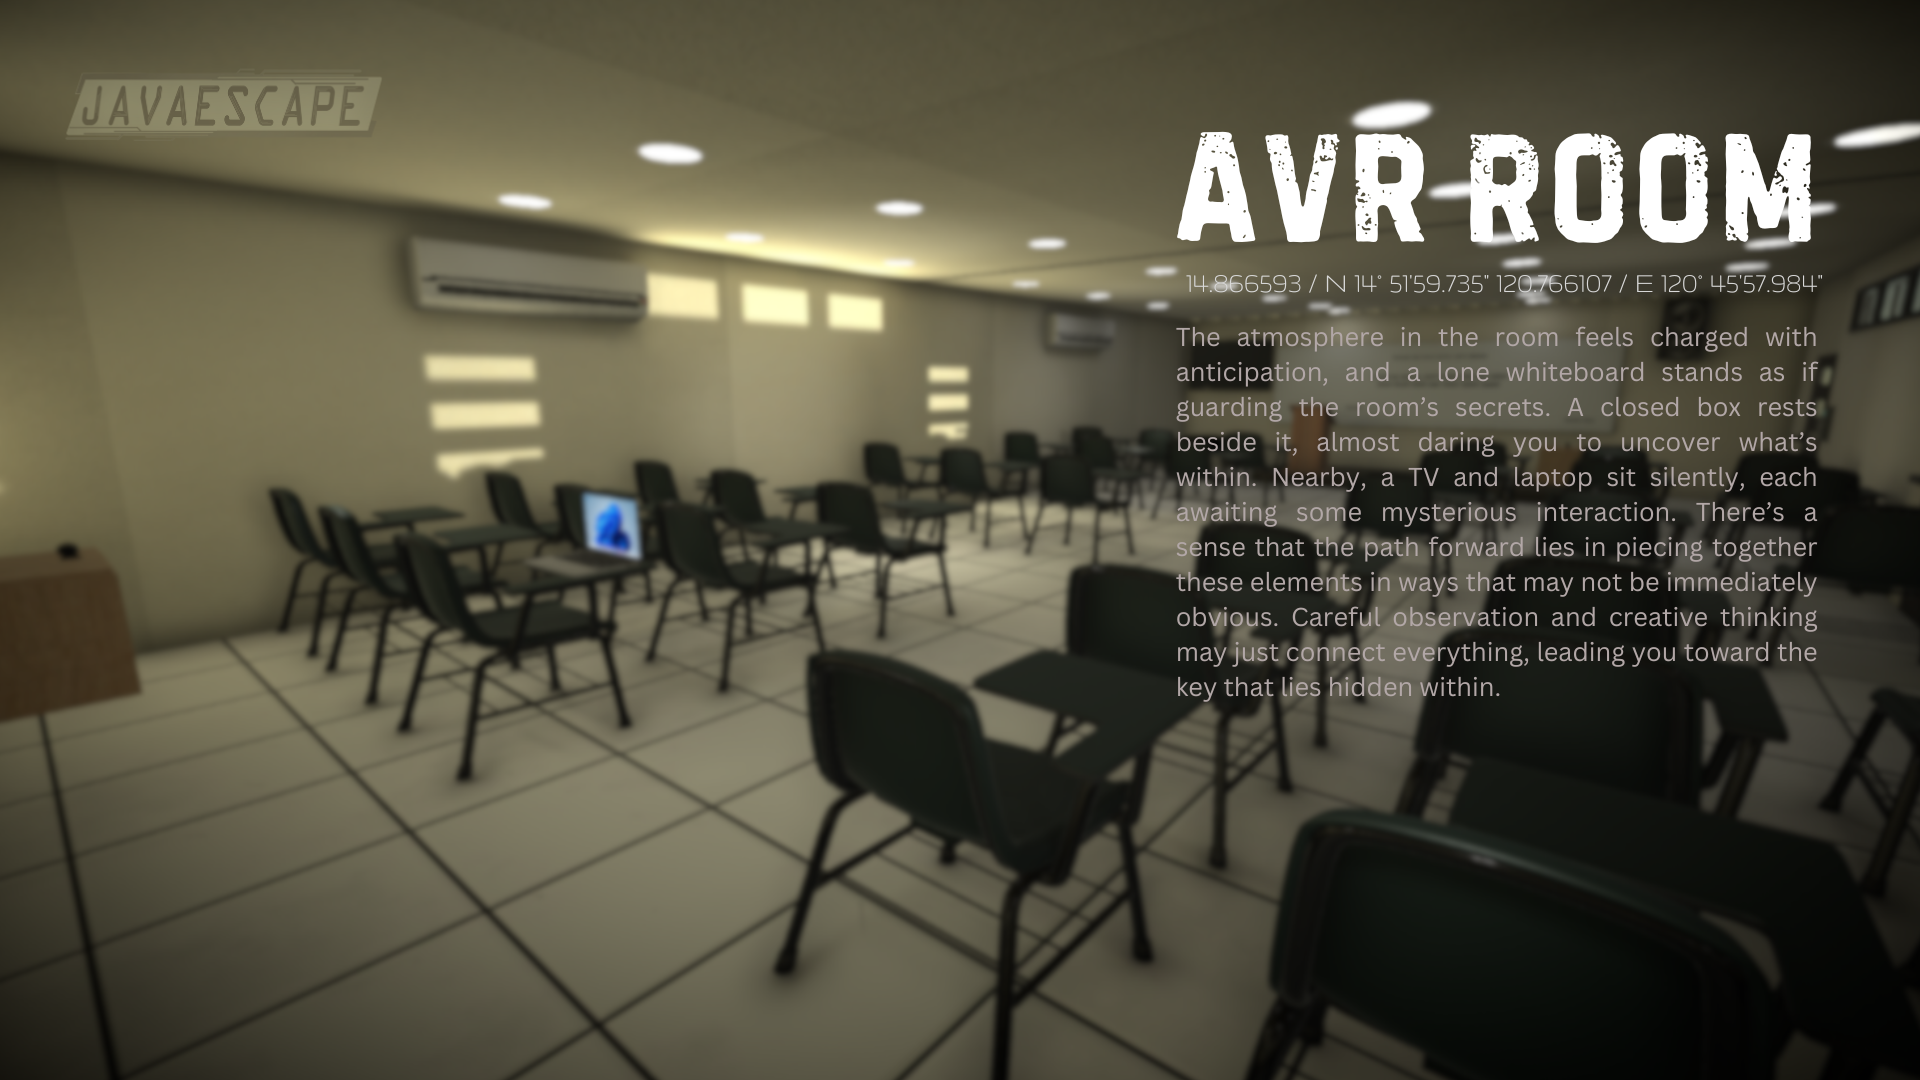 JAVAESCAPE
AVR ROOM
14.866593 / N 14° 51'59.735" 120.766107 / E 120° 45'57.984"
The atmosphere in the room feels charged with
anticipation, and a lone whiteboard stands as if
guarding the room's secrets. A closed box rests
beside it, almost daring you to uncover what's
within. Nearby, a TV and laptop sit silently, each
awaiting some mysterious interaction. There's a
sense that the path forward lies in piecing together
these elements in ways that may not be immediately
obvious. Careful observation and creative thinking
may just connect everything, leading you toward the
key that lies hidden within.